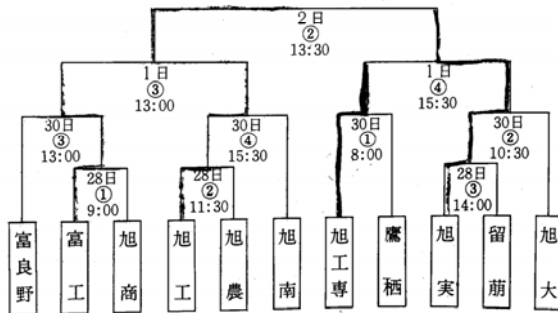 2日
②
13:30
1日
③
13:00
1日
④
15:30
30日
③
13:00
30日
④
15:30
30日
①
8:00
30日
②
10:30
28日
①
9:00
28日
②
11:30
28日
③
14:00
富良野
富工
旭商
旭工
旭農
旭南
旭工専
鷹栖
旭実
留萌
旭大